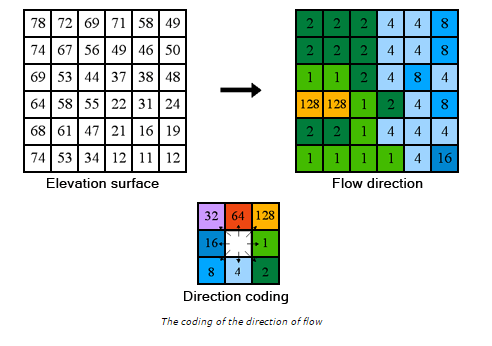 78 72 69 71 58 49
74 67 56 49 46 50
69 53 44 37 38 48
64 58 55 22 31 24
68 61 47 21 16 19
74 53 34 12 11 12
Elevation surface
2 2 2 4 4 8
2 2 2 4 4 8
1 1 2 4 8 4
128 128 1 2 4 8
2 2 1 4 4 4
1 1 1 1 4 16
Flow direction
32 64 128
16 1
8 4 2
Direction coding
The coding of the direction of flow